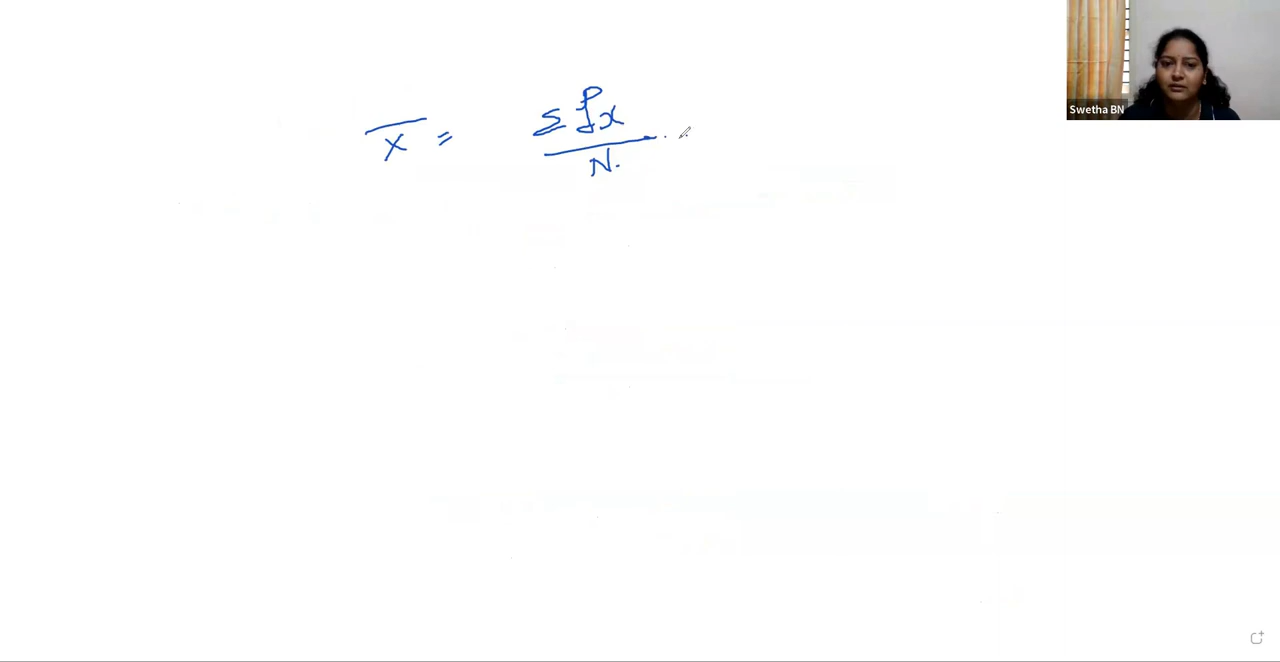 Swetha BN
x̄ = Σfx / N.